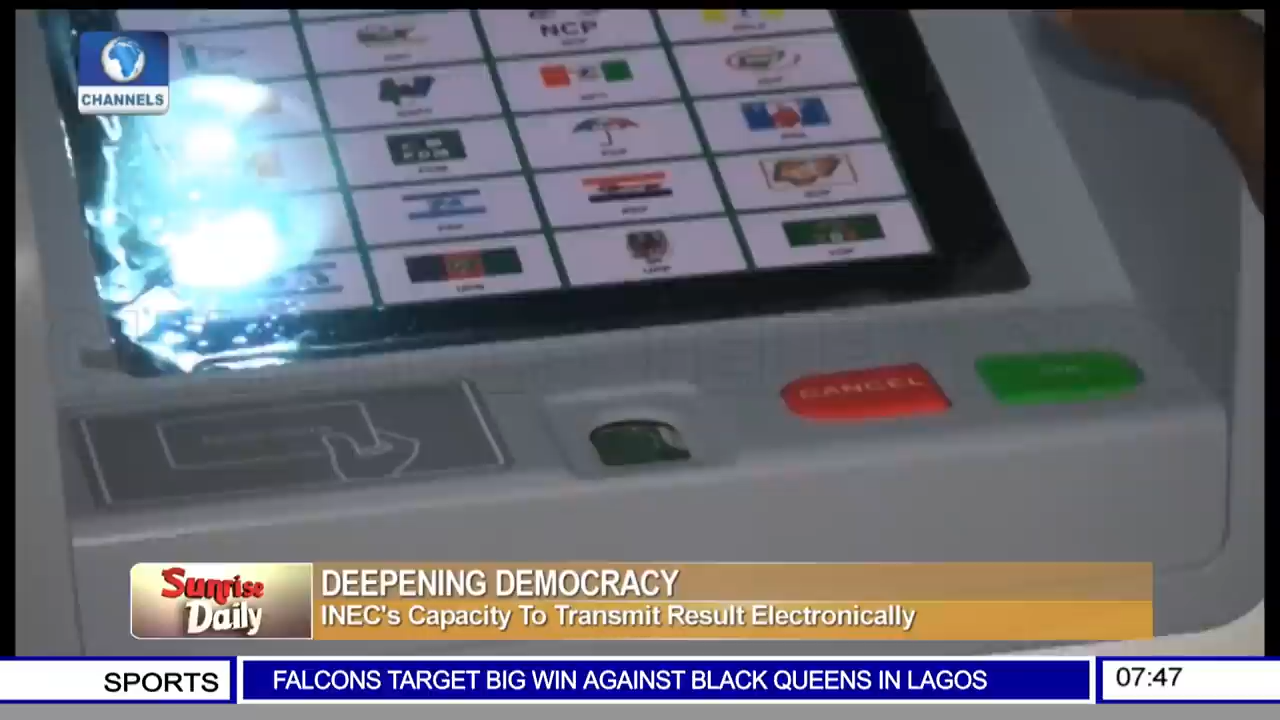 NCP
CHANNELS
CANCEL
Sunrise
Daily
DEEPENING DEMOCRACY
INEC's Capacity To Transmit Result Electronically
SPORTS
FALCONS TARGET BIG WIN AGAINST BLACK QUEENS IN LAGOS
07:47